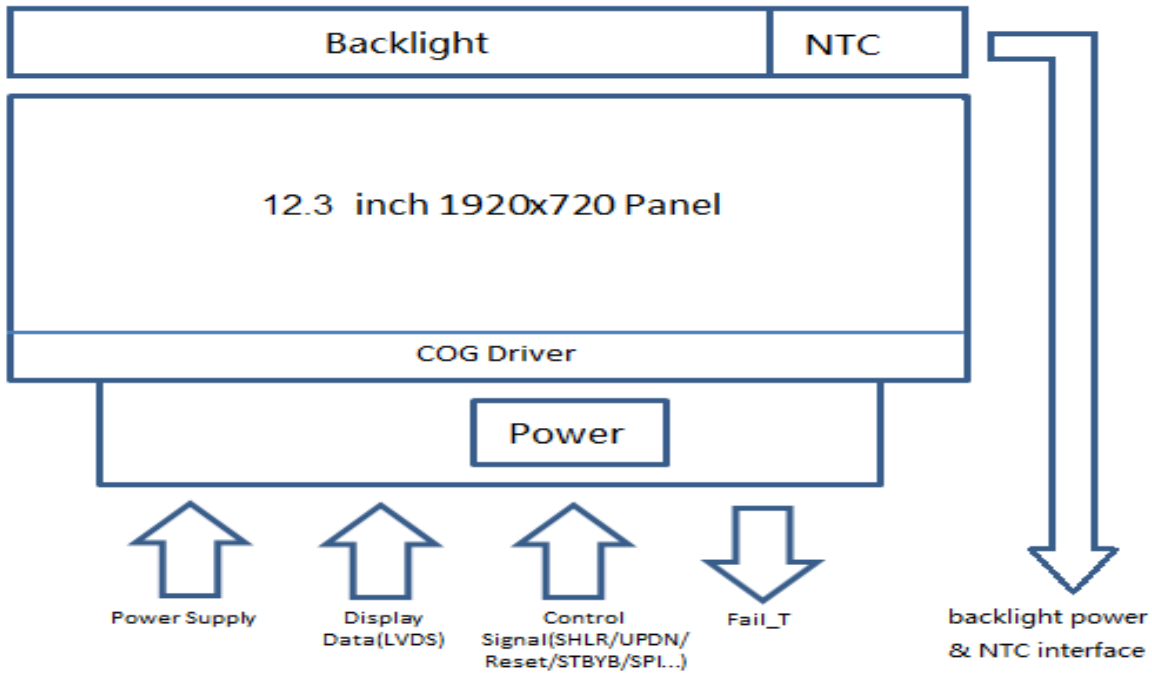 Backlight
NTC
12.3 inch 1920x720 Panel
COG Driver
Power
Power Supply
Display
Data(LVDS)
Control
Signal(SHLR/UPDN/
Reset/STBYB/SPI...)
Fail_T
backlight power
& NTC interface